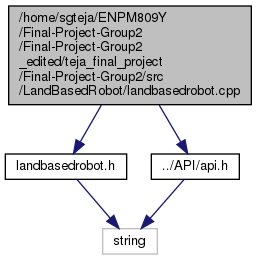 /home/sgteja/ENPM809Y
/Final-Project-Group2
/Final-Project-Group2
_edited/teja_final_project
/Final-Project-Group2/src
/LandBasedRobot/landbasedrobot.cpp
landbasedrobot.h
../API/api.h
string